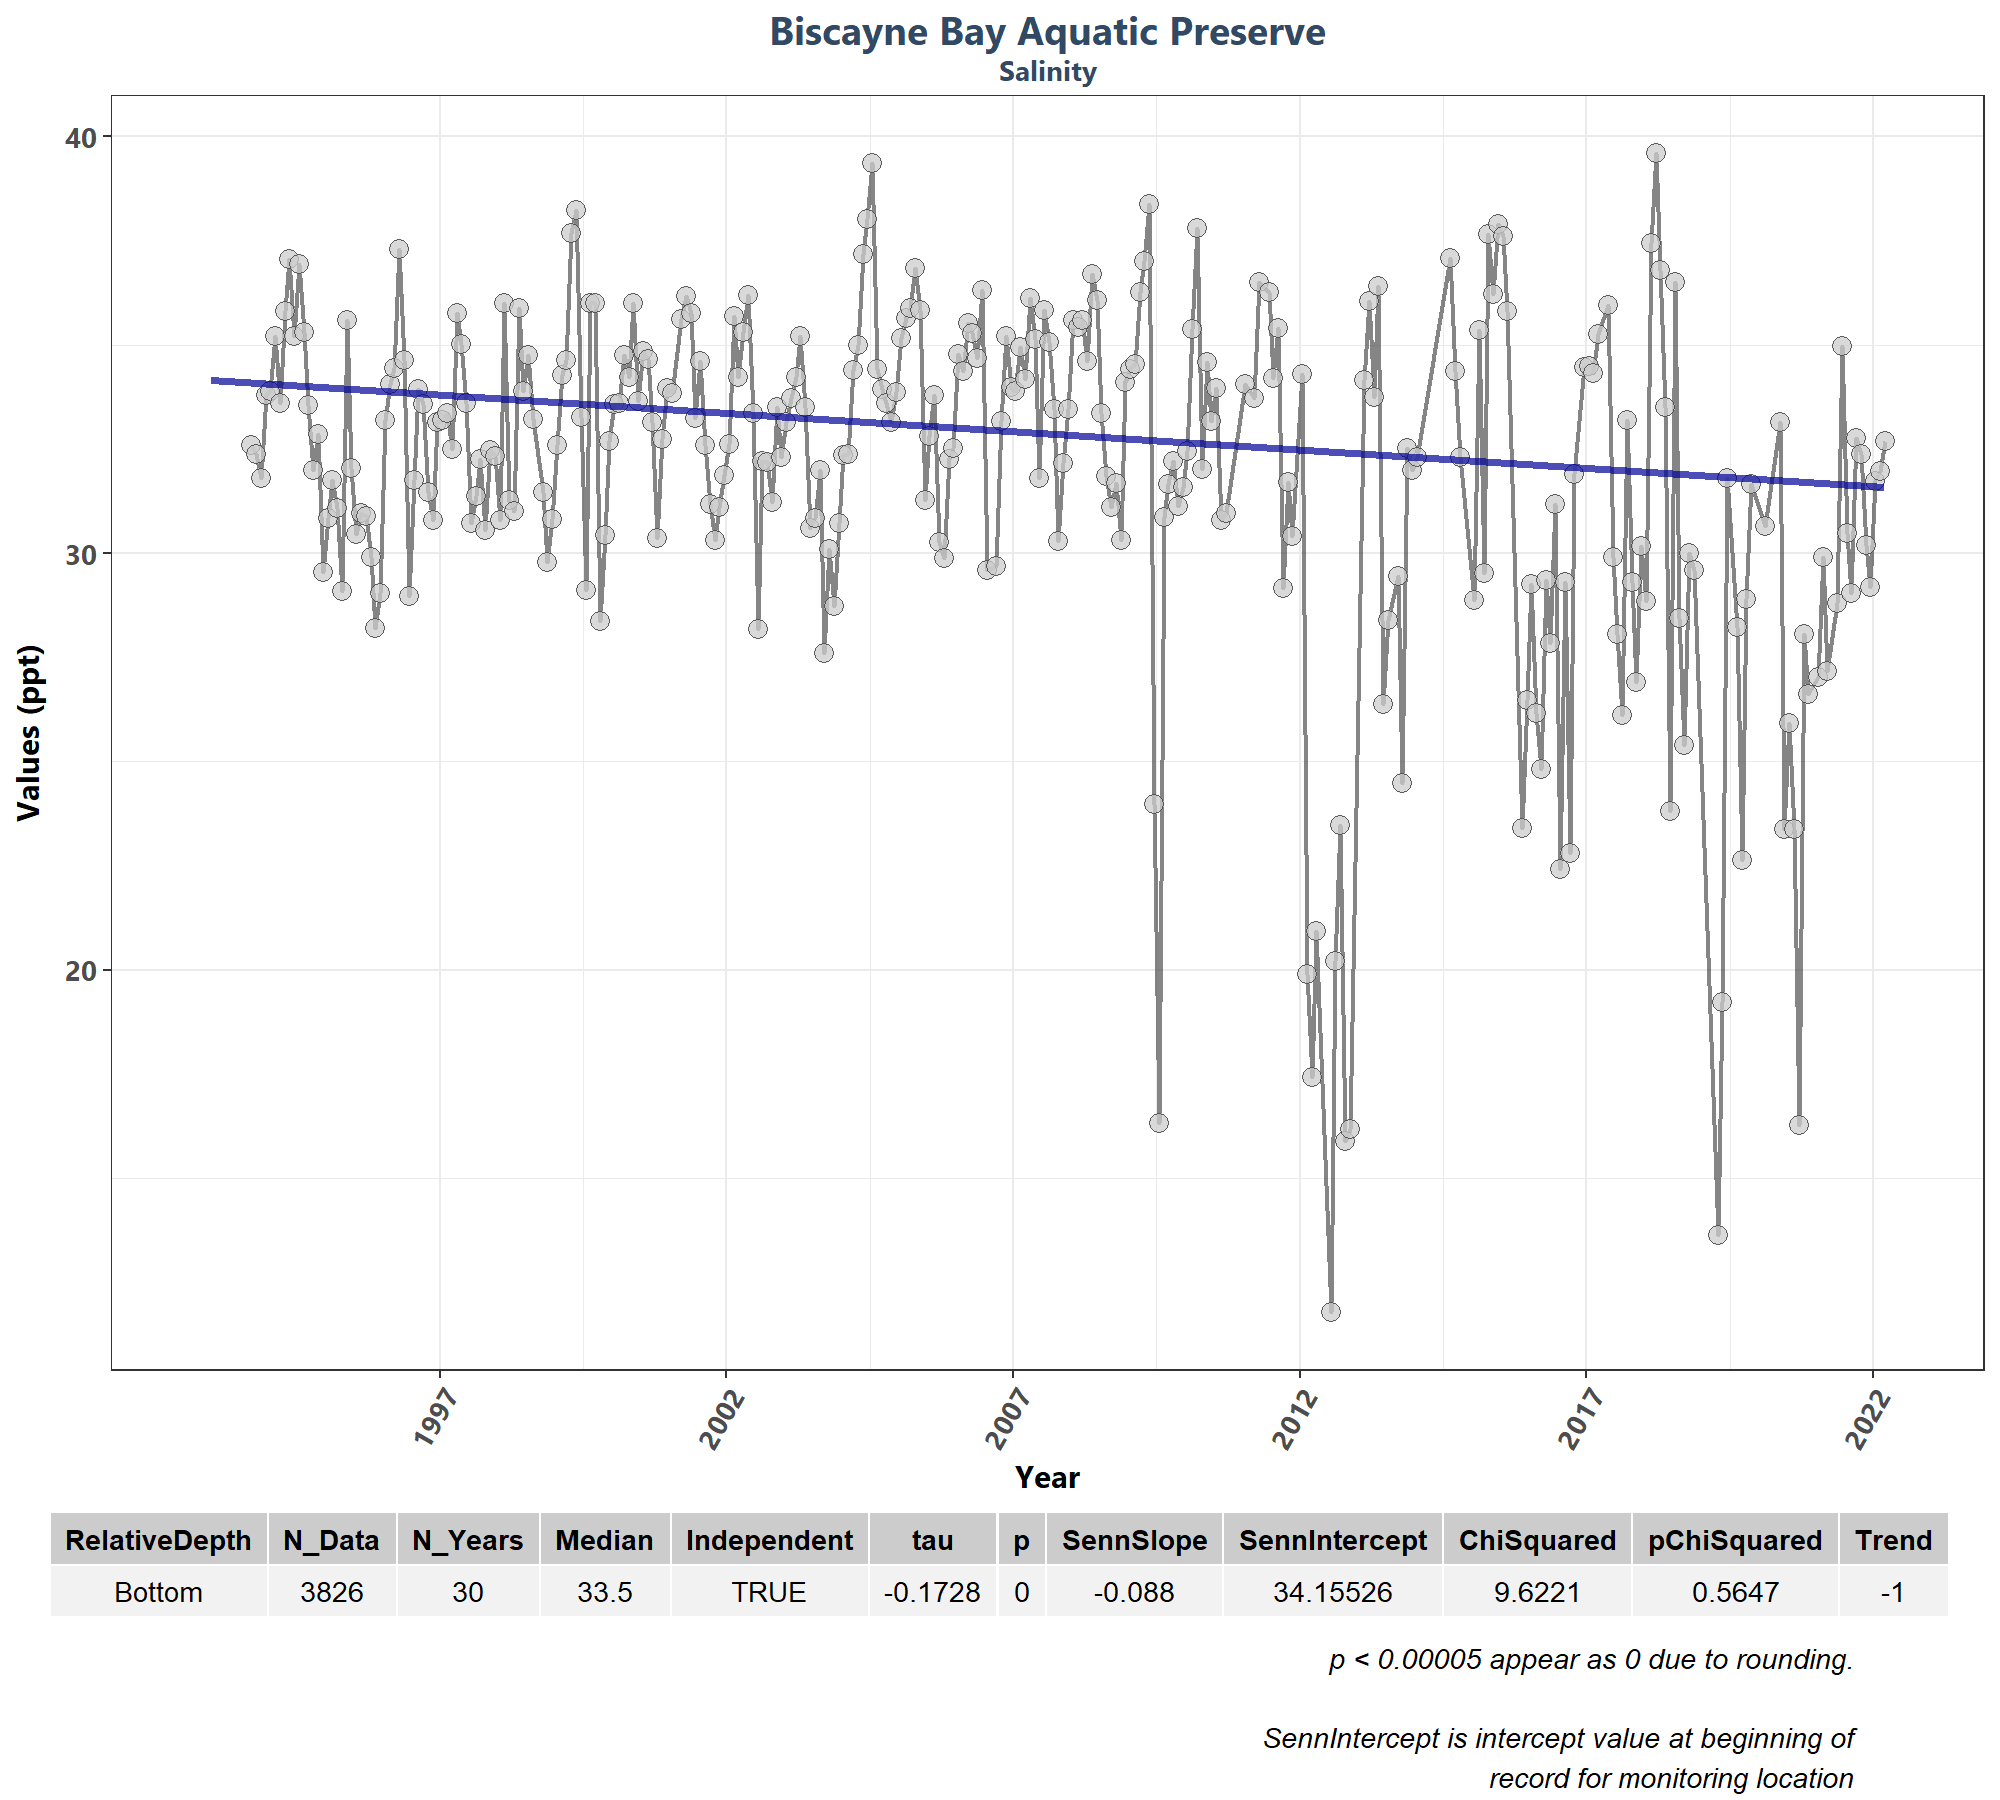 Biscayne Bay Aquatic Preserve
Salinity
40
30
20
Values (ppt)
1997
2002
2007
2012
2017
2022
Year
RelativeDepth N_Data N_Years Median Independent tau p SennSlope SennIntercept ChiSquared pChiSquared Trend
Bottom 3826 30 33.5 TRUE -0.1728 0 -0.088 34.15526 9.6221 0.5647 -1
p < 0.00005 appear as 0 due to rounding.
SennIntercept is intercept value at beginning of
record for monitoring location